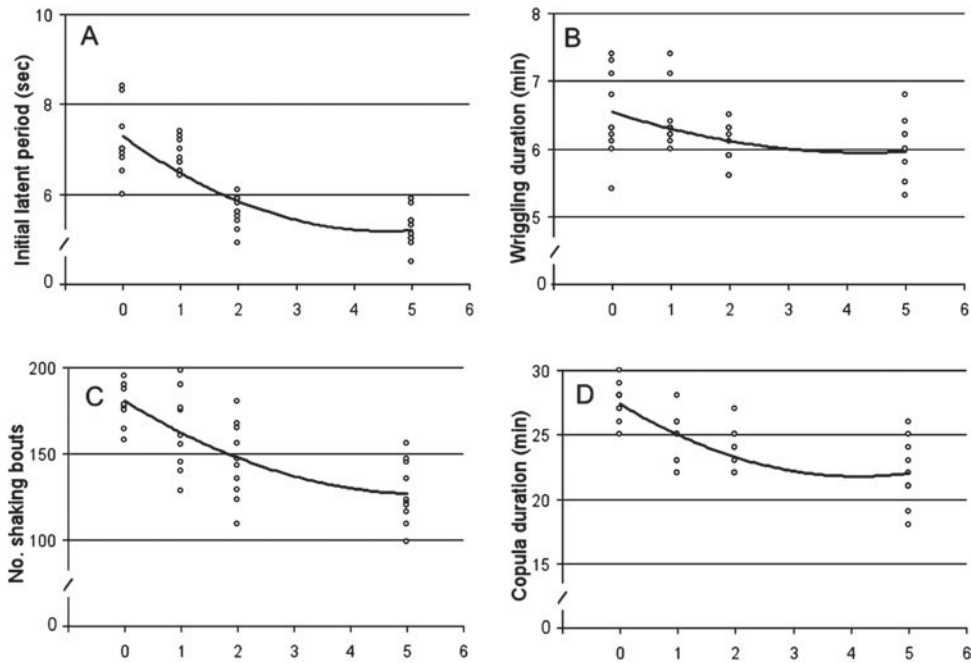 A
Initial latent period (sec)
10
8
6
0
0 1 2 3 4 5 6
B
Wriggling duration (min)
8
7
6
5
0
0 1 2 3 4 5 6
C
No. shaking bouts
200
150
100
0
0 1 2 3 4 5 6
D
Copula duration (min)
30
25
20
15
0
0 1 2 3 4 5 6